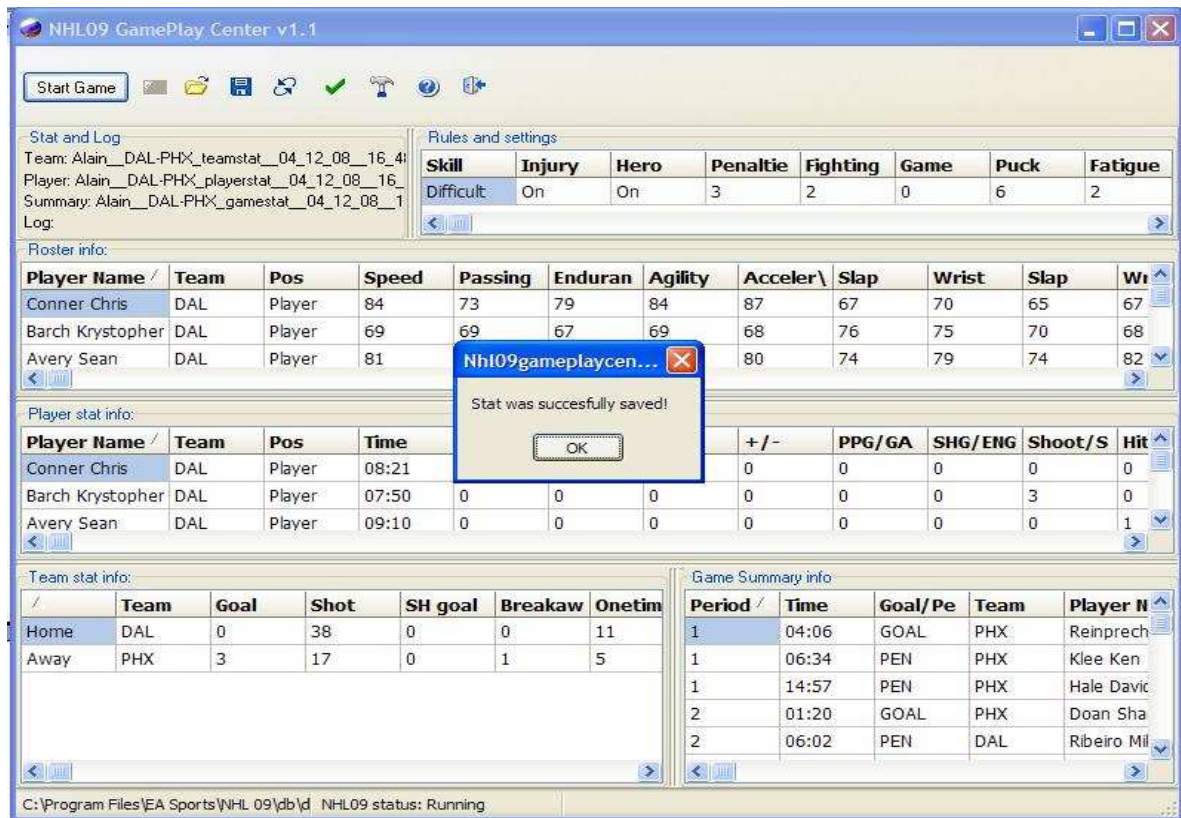 NHL09 GamePlay Center v1.1
Start Game
Stat and Log
Team: Alain__DAL-PHX_teamstat__04_12_08__16_4
Player: Alain__DAL-PHX_playerstat__04_12_08__16_
Summary: Alain__DAL-PHX_gamestat__04_12_08__1
Log:
Rules and settings
Skill Injury Hero Penaltie Fighting Game Puck Fatigue
Difficult On On 3 2 0 6 2
Roster info:
Player Name / Team Pos Speed Passing Enduran Agility Acceler\ Slap Wrist Slap
Conner Chris DAL Player 84 73 79 84 87 67 70 65 67
Barch Krystopher DAL Player 69 69 67 69 68 76 75 70 68
Avery Sean DAL Player 81 80 74 79 74 82
Nhl09gameplaycen...
Stat was succesfully saved!
OK
Player stat info:
Player Name / Team Pos Time +/- PPG/GA SHG/ENG Shoot/S Hit
Conner Chris DAL Player 08:21 0 0 0 0 0
Barch Krystopher DAL Player 07:50 0 0 0 0 0 0 3 0
Avery Sean DAL Player 09:10 0 0 0 0 0 0 0 1
Team stat info:
/ Team Goal Shot SH goal Breakaw Onetim
Home DAL 0 38 0 0 11
Away PHX 3 17 0 1 5
Game Summary info
Period / Time Goal/Pe Team Player N
1 04:06 GOAL PHX Reinprech
1 06:34 PEN PHX Klee Ken
1 14:57 PEN PHX Hale David
2 01:20 GOAL PHX Doan Sha
2 06:02 PEN DAL Ribeiro Mi
C:\Program Files\EA Sports\NHL 09\db\d NHL09 status: Running